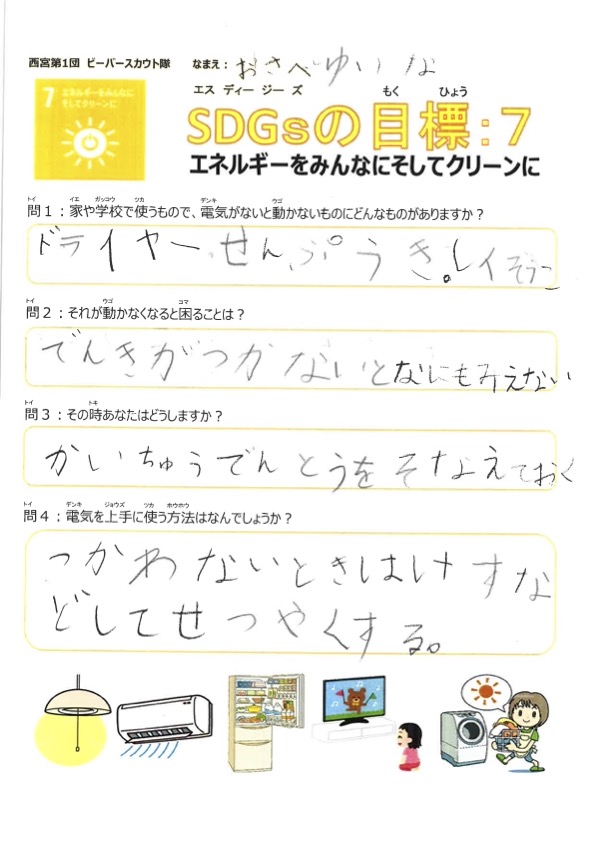 西宮第1団 ビーバースカウト隊 なまえ：おさべゆいな
7 エネルギーをみんなに
そしてクリーンに
エス ディー ジー ズ もく ひょう
SDGsの目標：7
エネルギーをみんなにそしてクリーンに
トイ イエ ガッコウ ツカ デンキ ウゴ
問1：家や学校で使うもので、電気がないと動かないものにどんなものがありますか？
ドライヤー、せんぷうき。レイぞうこ
トイ ウゴ コマ
問2：それが動かなくなると困ることは？
でんきがつかないとなにもみえない
トイ トキ
問3：その時あなたはどうしますか？
かいちゅうでんとうをそなえておく
トイ デンキ ジョウズ ツカ ホウホウ
問4：電気を上手に使う方法はなんでしょうか？
つかわないときはけすな
どしてせつやくする。